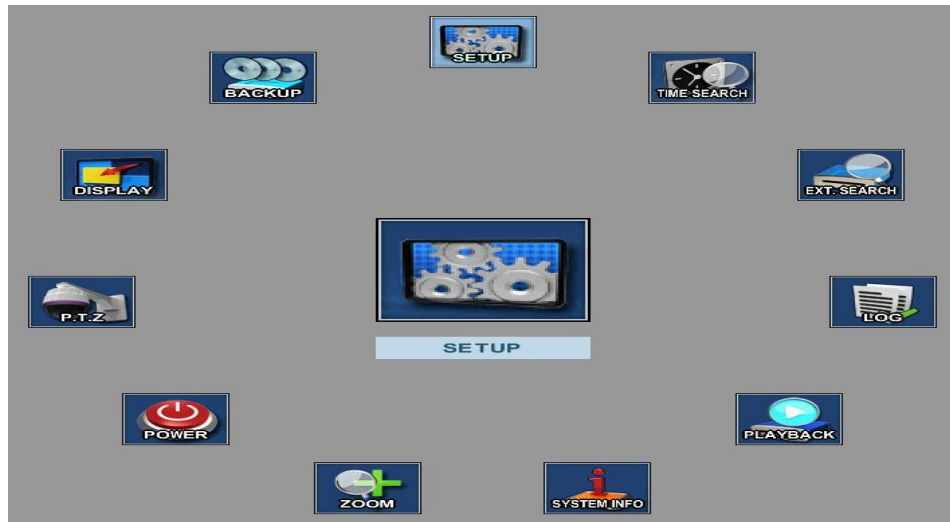 SETUP
BACKUP
TIME SEARCH
DISPLAY
EXT. SEARCH
P.T.Z
LOG
SETUP
POWER
PLAYBACK
ZOOM
SYSTEM INFO